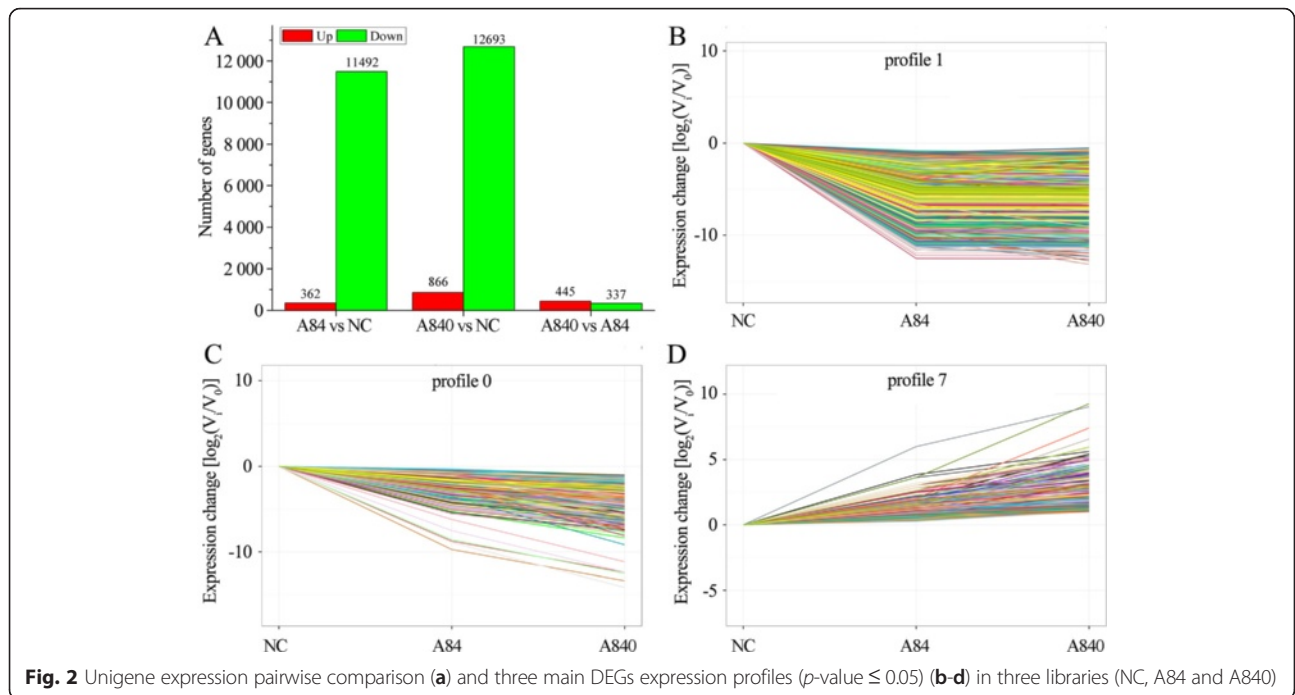 A
Up
Down
Number of genes
12 000
10 000
8 000
6 000
4 000
2 000
0
11492
12693
362
866
445
337
A84 vs NC
A840 vs NC
A840 vs A84
B
profile 1
Expression change [log2(Vi/V0)]
10
0
-10
NC
A84
A840
C
profile 0
Expression change [log2(Vi/V0)]
10
0
-10
NC
A84
A840
D
profile 7
Expression change [log2(Vi/V0)]
10
5
0
-5
NC
A84
A840
Fig. 2 Unigene expression pairwise comparison (a) and three main DEGs expression profiles (p-value ≤ 0.05) (b-d) in three libraries (NC, A84 and A840)